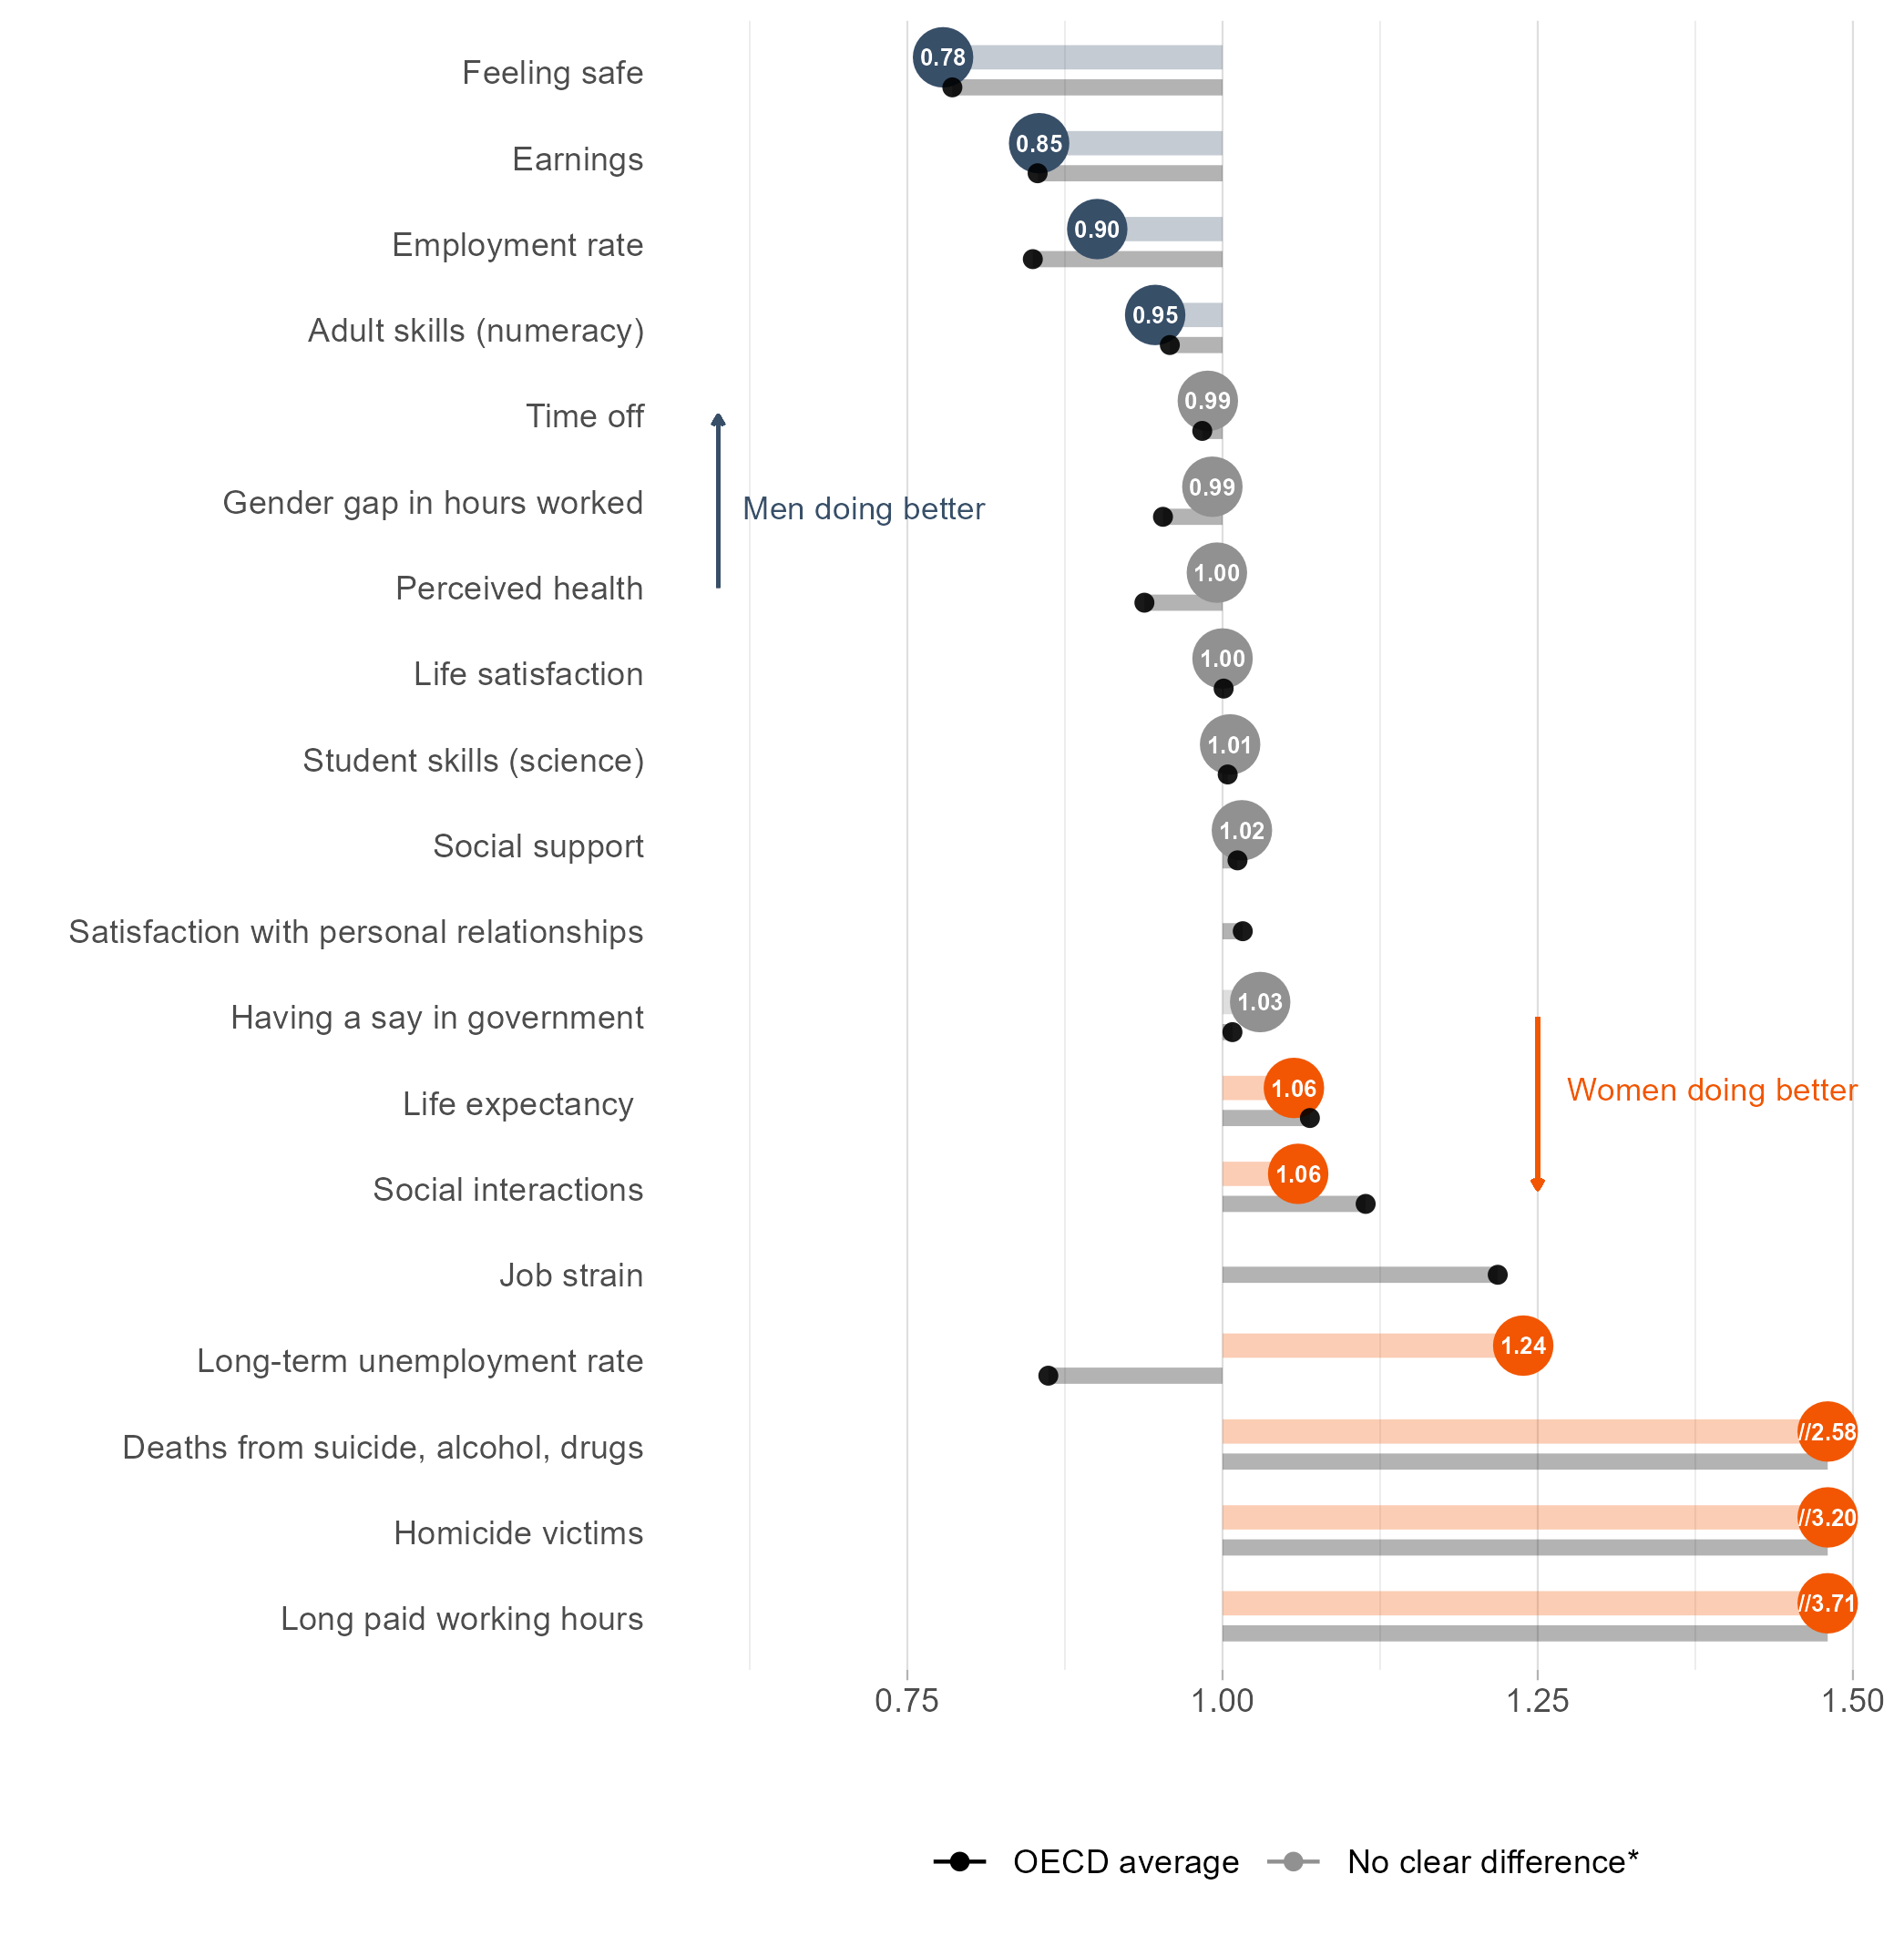 Feeling safe 0.78
Earnings 0.85
Employment rate 0.90
Adult skills (numeracy) 0.95
Time off 0.99
Gender gap in hours worked 0.99
Men doing better
Perceived health 1.00
Life satisfaction 1.00
Student skills (science) 1.01
Social support 1.02
Satisfaction with personal relationships
Having a say in government 1.03
Life expectancy 1.06
Women doing better
Social interactions 1.06
Job strain
Long-term unemployment rate 1.24
Deaths from suicide, alcohol, drugs //2.58
Homicide victims //3.20
Long paid working hours //3.71
0.75 1.00 1.25 1.50
OECD average No clear difference*